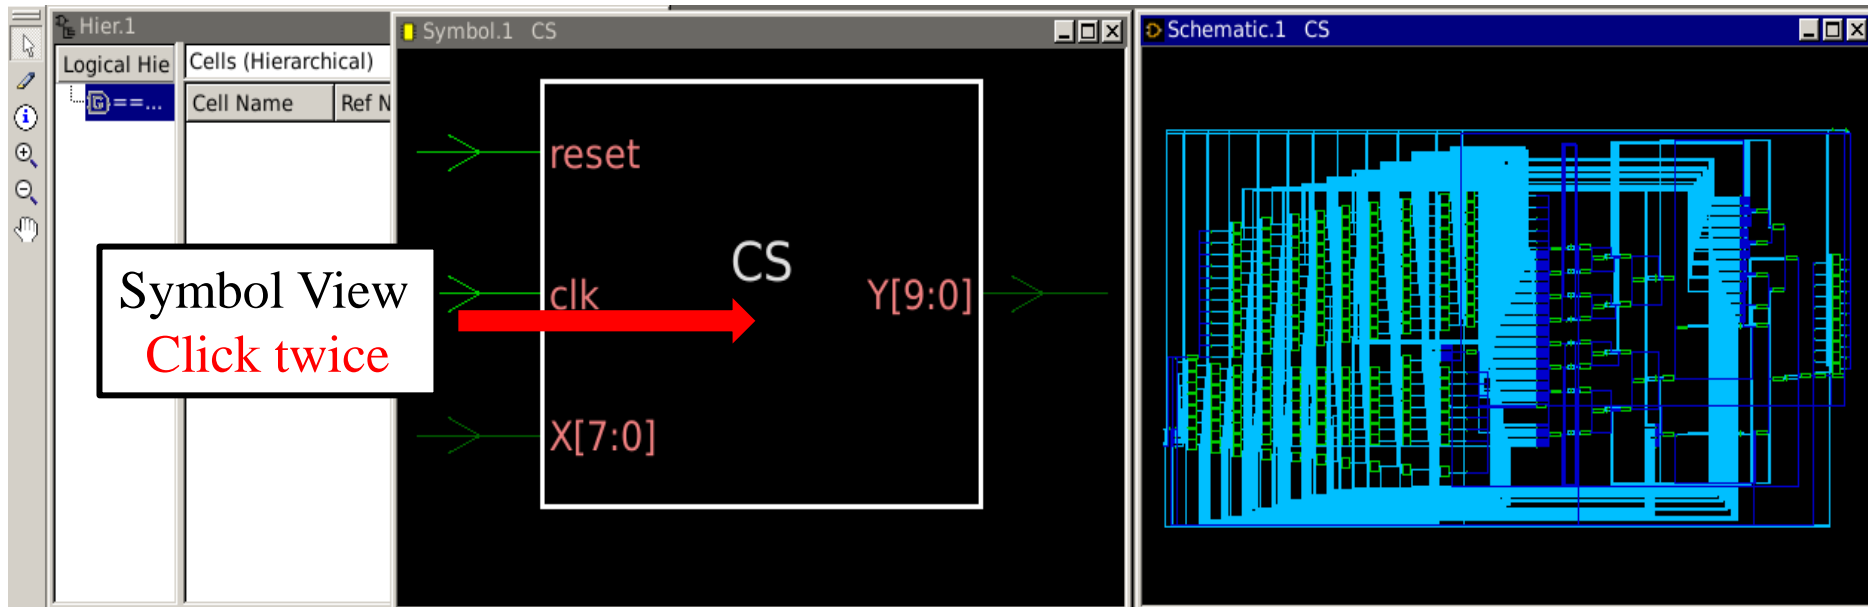 Hier.1
Logical Hie
==...
Cells (Hierarchical)
Cell Name
Ref N
Symbol.1 CS
reset
clk
X[7:0]
CS
Y[9:0]
Symbol View
Click twice
Schematic.1 CS